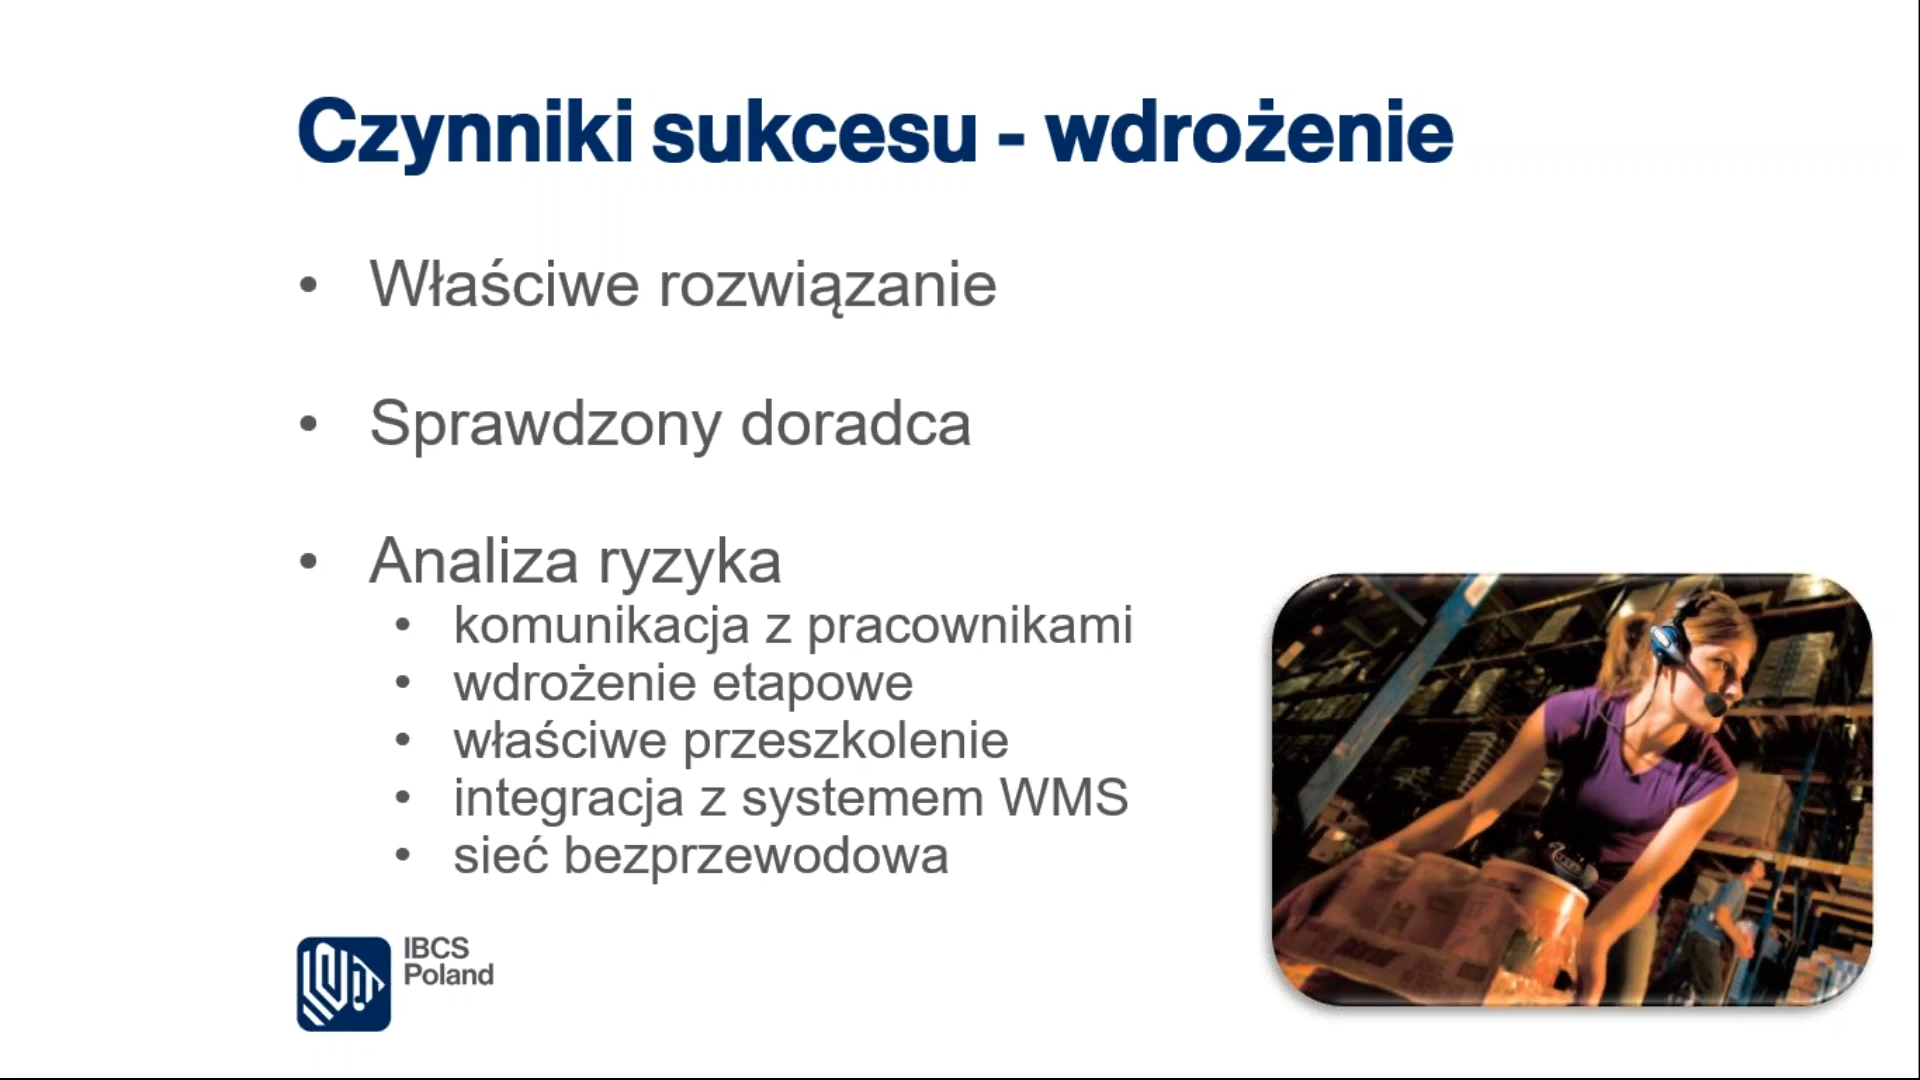 Czynniki sukcesu - wdrożenie
• Właściwe rozwiązanie
• Sprawdzony doradca
• Analiza ryzyka
• komunikacja z pracownikami
• wdrożenie etapowe
• właściwe przeszkolenie
• integracja z systemem WMS
• sieć bezprzewodowa
IBCS
Poland